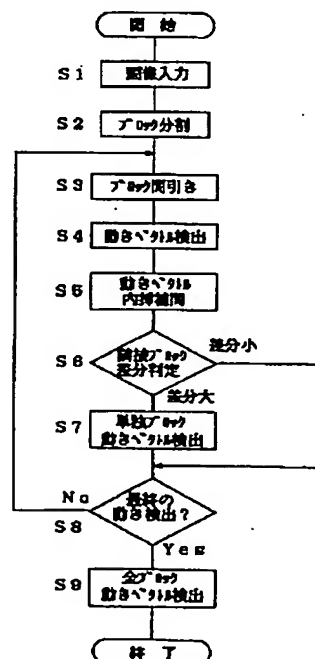 開 始
S1 画像入力
S2 ブロック分割
S3 ブロック間引き
S4 動きベクトル検出
S5 動きベクトル
内挿補間
S6 隣接ブロック
差分判定
差分小
差分大
S7 単独ブロック
動きベクトル検出
No
最終の
動き検出?
S8
Yes
S9 全ブロック
動きベクトル検出
終 了